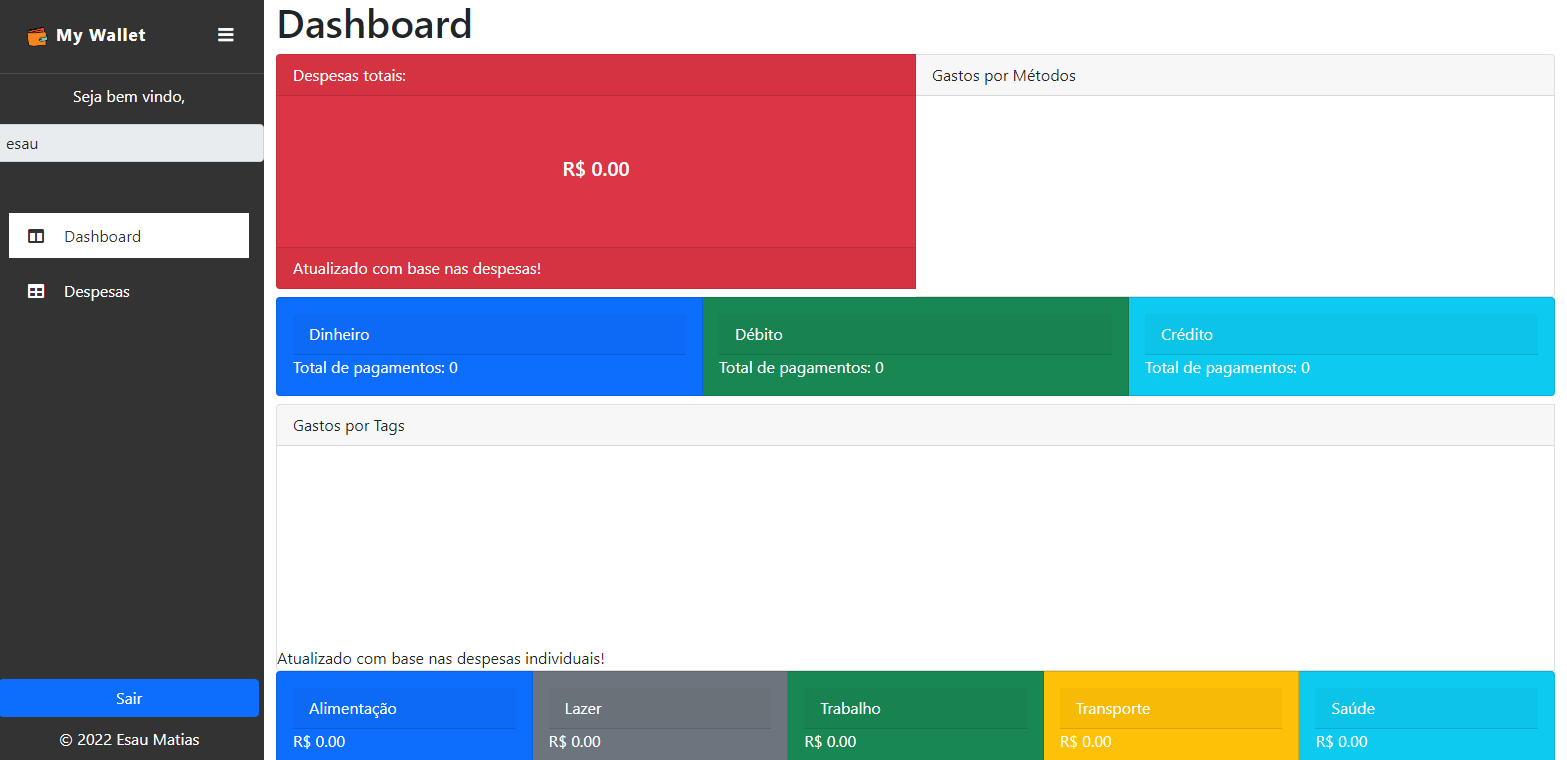 My Wallet
Seja bem vindo,
esau
Dashboard
Despesas
Sair
© 2022 Esau Matias
Dashboard
Despesas totais:
R$ 0.00
Atualizado com base nas despesas!
Gastos por Métodos
Dinheiro
Total de pagamentos: 0
Débito
Total de pagamentos: 0
Crédito
Total de pagamentos: 0
Gastos por Tags
Atualizado com base nas despesas individuais!
Alimentação
R$ 0.00
Lazer
R$ 0.00
Trabalho
R$ 0.00
Transporte
R$ 0.00
Saúde
R$ 0.00